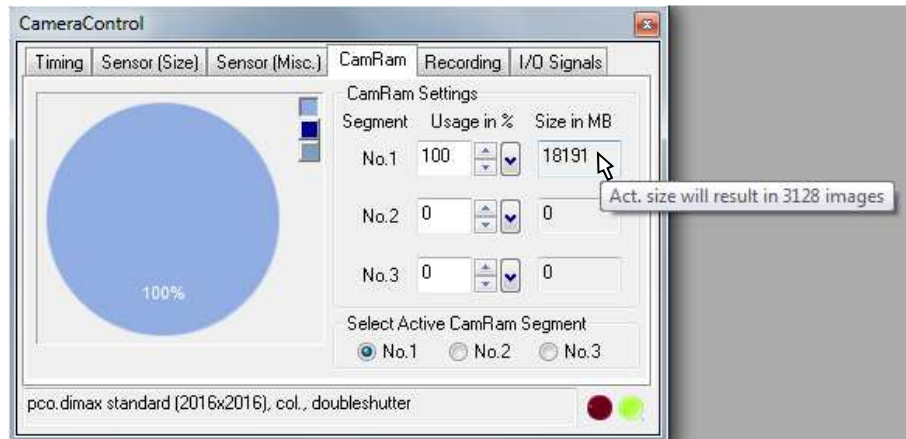 CameraControl
Timing Sensor (Size) Sensor (Misc.) CamRam Recording I/O Signals
CamRam Settings
Segment Usage in % Size in MB
No.1 100 18191
Act. size will result in 3128 images
No.2 0 0
No.3 0 0
100%
Select Active CamRam Segment
No.1 No.2 No.3
pco.dimax standard (2016x2016), col., doubleshutter